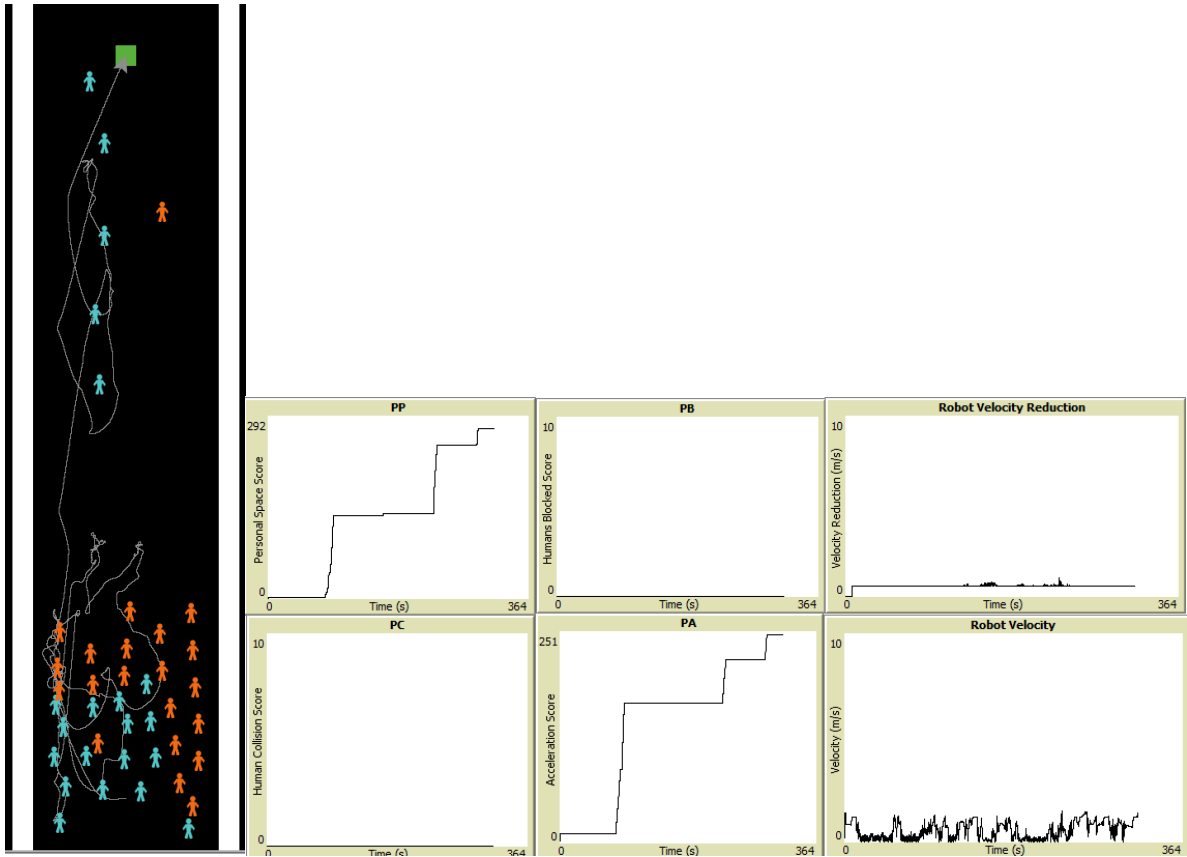 PP
292
Personal Space Score
0
0
Time (s)
364
PB
10
Humans Blocked Score
0
0
Time (s)
364
Robot Velocity Reduction
10
Velocity Reduction (m/s)
0
0
Time (s)
364
PC
10
Human Collision Score
0
0
Time (s)
364
PA
251
Acceleration Score
0
0
Time (s)
364
Robot Velocity
10
Velocity (m/s)
0
0
Time (s)
364